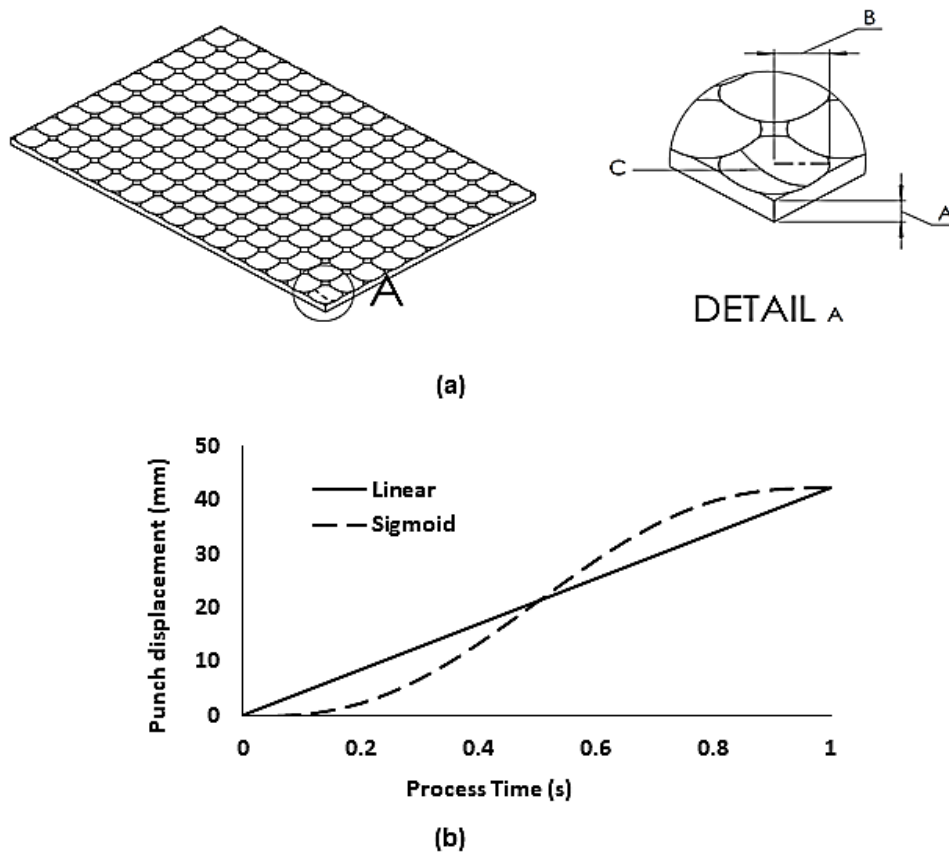 B
C
A
A
DETAIL A
(a)
50
40
30
20
10
0
Punch displacement (mm)
Linear
Sigmoid
0 0.2 0.4 0.6 0.8 1
Process Time (s)
(b)